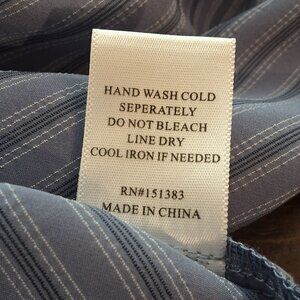 HAND WASH COLD
SEPERATELY
DO NOT BLEACH
LINE DRY
COOL IRON IF NEEDED
RN#151383
MADE IN CHINA